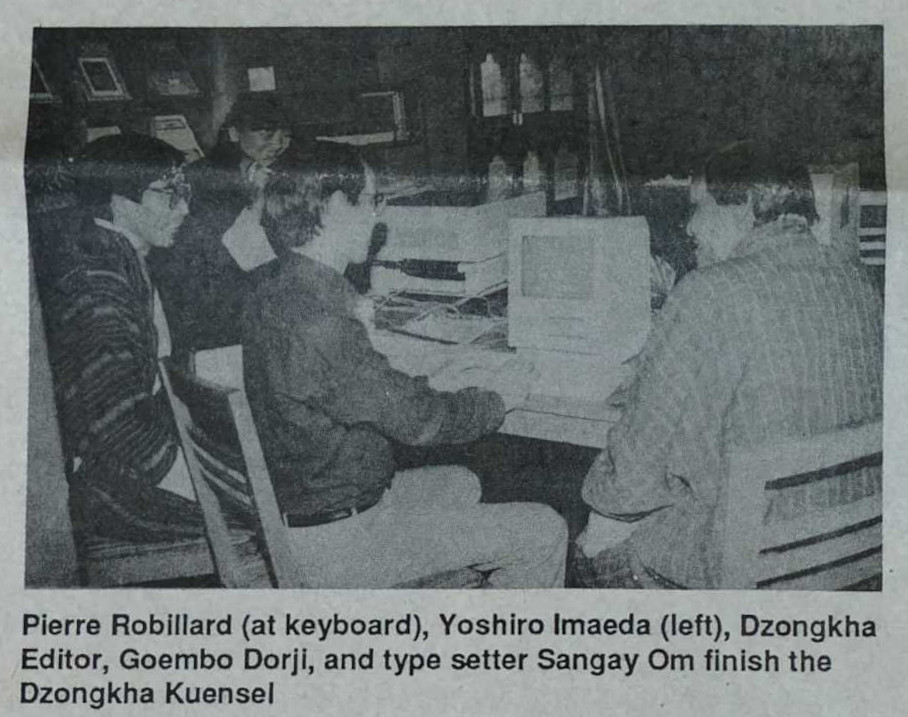 Pierre Robillard (at keyboard), Yoshiro Imaeda (left), Dzongkha
Editor, Goembo Dorji, and type setter Sangay Om finish the
Dzongkha Kuensel